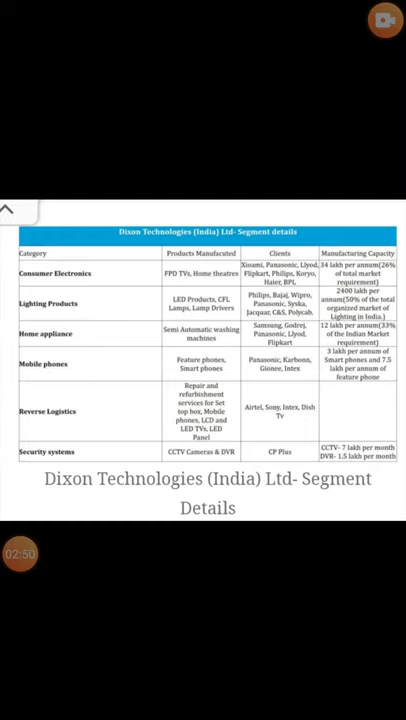 Dixon Technologies (India) Ltd- Segment details
Category Products Manufacuted Clients Manufacturing Capacity
Consumer Electronics
FPD TVs, Home theatres
Xioami, Panasonic, Llyod,
Flipkart, Philips, Koryo,
Haier, BPL
34 lakh per annum(26%
of total market
requirement)
Lighting Products
LED Products, CFL
Lamps, Lamp Drivers
Philips, Bajaj, Wipro,
Panasonic, Syska,
Jacquar, C&S, Polycab.
2400 lakh per
annum(50% of the total
organized market of
Lighting in India.)
Home appliance
Semi Automatic washing
machines
Samsung, Godrej,
Panasonic, Llyod,
Flipkart
12 lakh per annum(33%
of the Indian Market
requirement)
Mobile phones
Feature phones,
Smart phones
Panasonic, Karbonn,
Gionee, Intex
3 lakh per annum of
Smart phones and 7.5
lakh per annum of
feature phone
Reverse Logistics
Repair and
refurbishment
services for Set
top box, Mobile
phones, LCD and
LED TVs, LED
Panel
Airtel, Sony, Intex, Dish
Tv
Security systems
CCTV Cameras & DVR
CP Plus
CCTV- 7 lakh per month
DVR- 1.5 lakh per month
Dixon Technologies (India) Ltd- Segment
Details
02:50